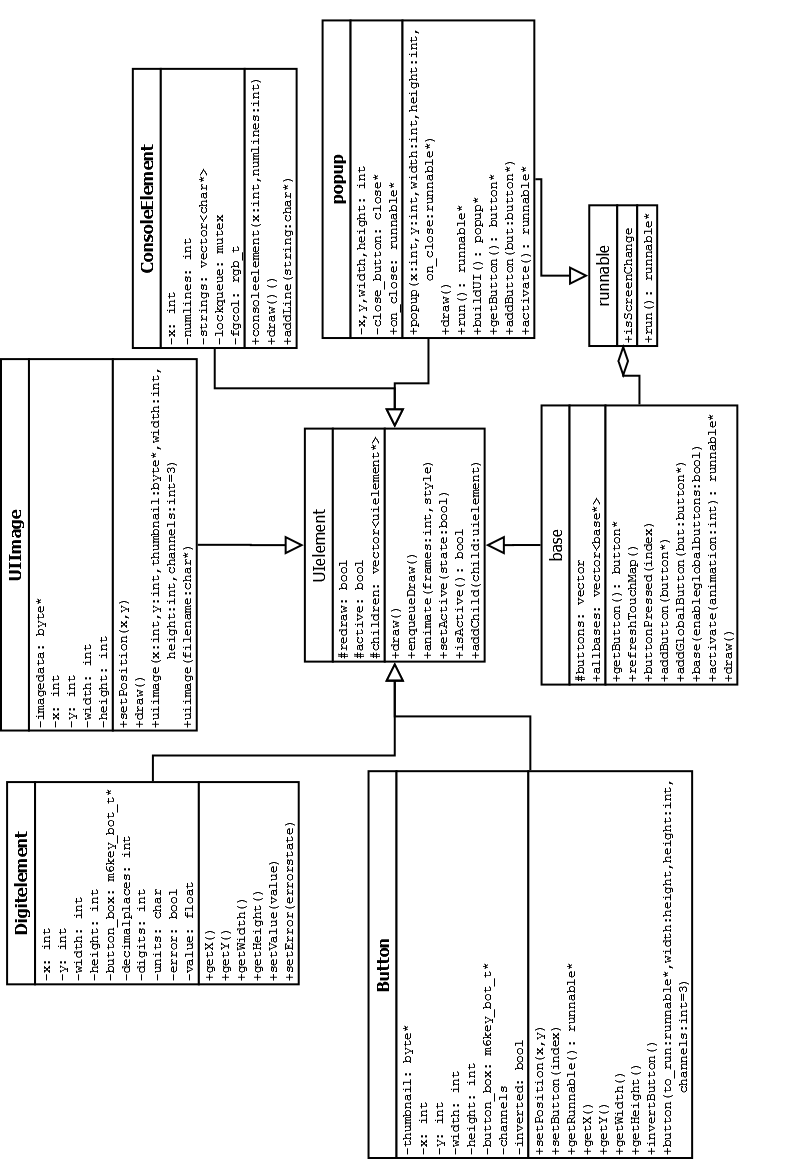 Digitelement
-x: int
-y: int
-width: int
-height: int
-button_box: m6key_bot_t*
-decimalplaces: int
-digits: int
-units: char
-error: bool
-value: float
+getX()
+getY()
+getWidth()
+getHeight()
+setValue(value)
+setError(errorstate)
UIImage
-imagedata: byte*
-x: int
-y: int
-width: int
-height: int
+setPosition(x,y)
+draw()
+uiimage(x:int,y:int,thumbnail:byte*,width:int,
height:int,channels:int=3)
+uiimage(filename:char*)
ConsoleElement
-x: int
-numlines: int
-strings: vector<char*>
-lockqueue: mutex
-fgcol: rgb_t
+consoleelement(x:int,numlines:int)
+draw()()
+addLine(string:char*)
popup
-x,y,width,height: int
-close_button: close*
+on_close: runnable*
+popup(x:int,y:int,width:int,height:int,
on_close:runnable*)
+draw()
+run(): runnable*
+buildUI(): popup*
+getButton(): button*
+addButton(but:button*)
+activate(): runnable*
UIelement
#redraw: bool
#active: bool
#children: vector<uielement*>
+draw()
+enqueueDraw()
+animate(frames:int,style)
+setActive(state:bool)
+isActive(): bool
+addChild(child:uielement)
Button
-thumbnail: byte*
-x: int
-y: int
-width: int
-height: int
-button_box: m6key_bot_t*
-channels
-inverted: bool
+setPosition(x,y)
+setButton(index)
+getRunnable(): runnable*
+getX()
+getY()
+getWidth()
+getHeight()
+invertButton()
+button(to_run:runnable*,width:height,height:int,
channels:int=3)
base
#buttons: vector
+allbases: vector<base*>
+getButton(): button*
+refreshTouchMap()
+buttonPressed(index)
+addButton(button*)
+addGlobalButton(but:button*)
+base(enableglobalbuttons:bool)
+activate(animation:int): runnable*
+draw()
runnable
+isScreenChange
+run(): runnable*